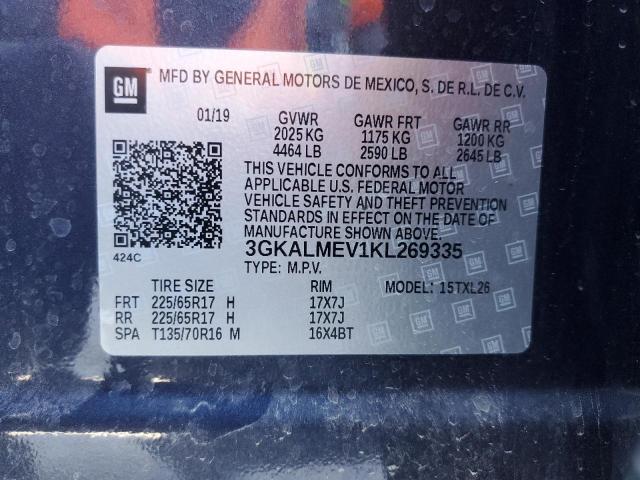 GM
MFD BY GENERAL MOTORS DE MEXICO, S. DE R.L. DE C.V.
01/19 GVWR GAWR FRT GAWR RR
2025 KG 1175 KG 1200 KG
4464 LB 2590 LB 2645 LB
THIS VEHICLE CONFORMS TO ALL
APPLICABLE U.S. FEDERAL MOTOR
VEHICLE SAFETY AND THEFT
PREVENTION STANDARDS IN
EFFECT ON THE DATE OF
MANUFACTURE SHOWN ABOVE.
424C 3GKALMEV1KL269335
TYPE: M.P.V.
TIRE SIZE RIM MODEL: 15TXL26
FRT 225/65R17 H 17X7J
RR 225/65R17 H 17X7J
SPA T135/70R16 M 16X4BT